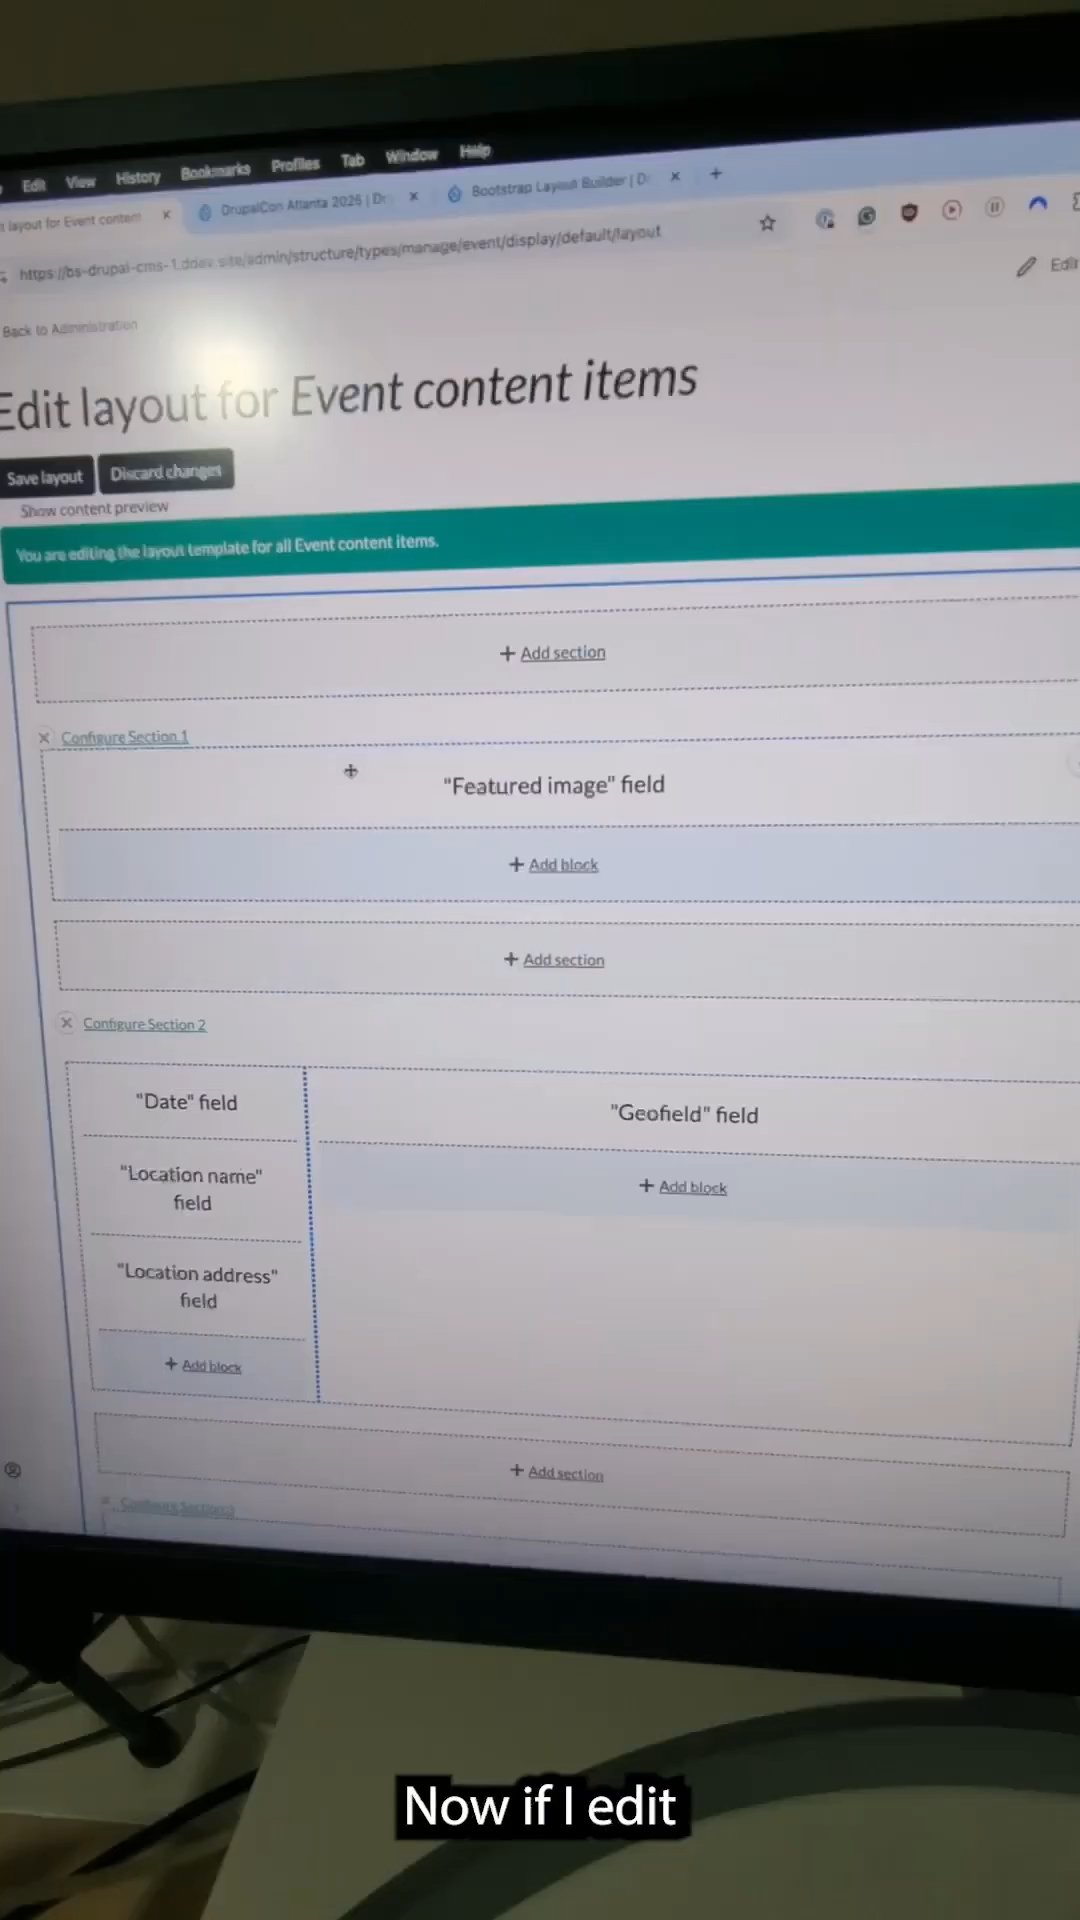 Edit View History Bookmarks Profiles Tab Window Help
layout for Event content
DrupalCon Atlanta 2025 | Dr
Bootstrap Layout Builder | D
https://bs-drupal-cms-1.ddev.site/admin/structure/types/manage/event/display/default/layout
Edit
Back to Administration
Edit layout for Event content items
Save layout
Discard changes
Show content preview
You are editing the layout template for all Event content items.
+ Add section
Configure Section 1
"Featured image" field
+ Add block
+ Add section
Configure Section 2
"Date" field
"Geofield" field
"Location name"
field
+ Add block
"Location address"
field
+ Add block
+ Add section
Configure Section 3
Now if I edit